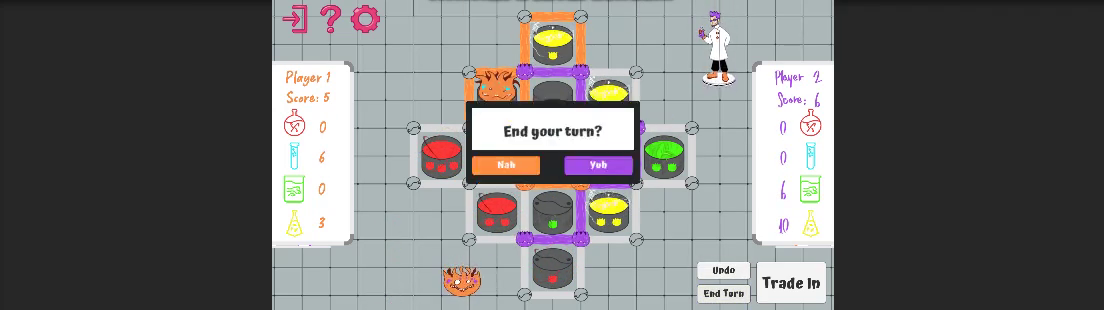 ?
Player 1
Score: 5
0
6
0
3
End your turn?
Nah
Yuh
Player 2
Score: 6
0
0
6
10
Undo
End Turn
Trade In